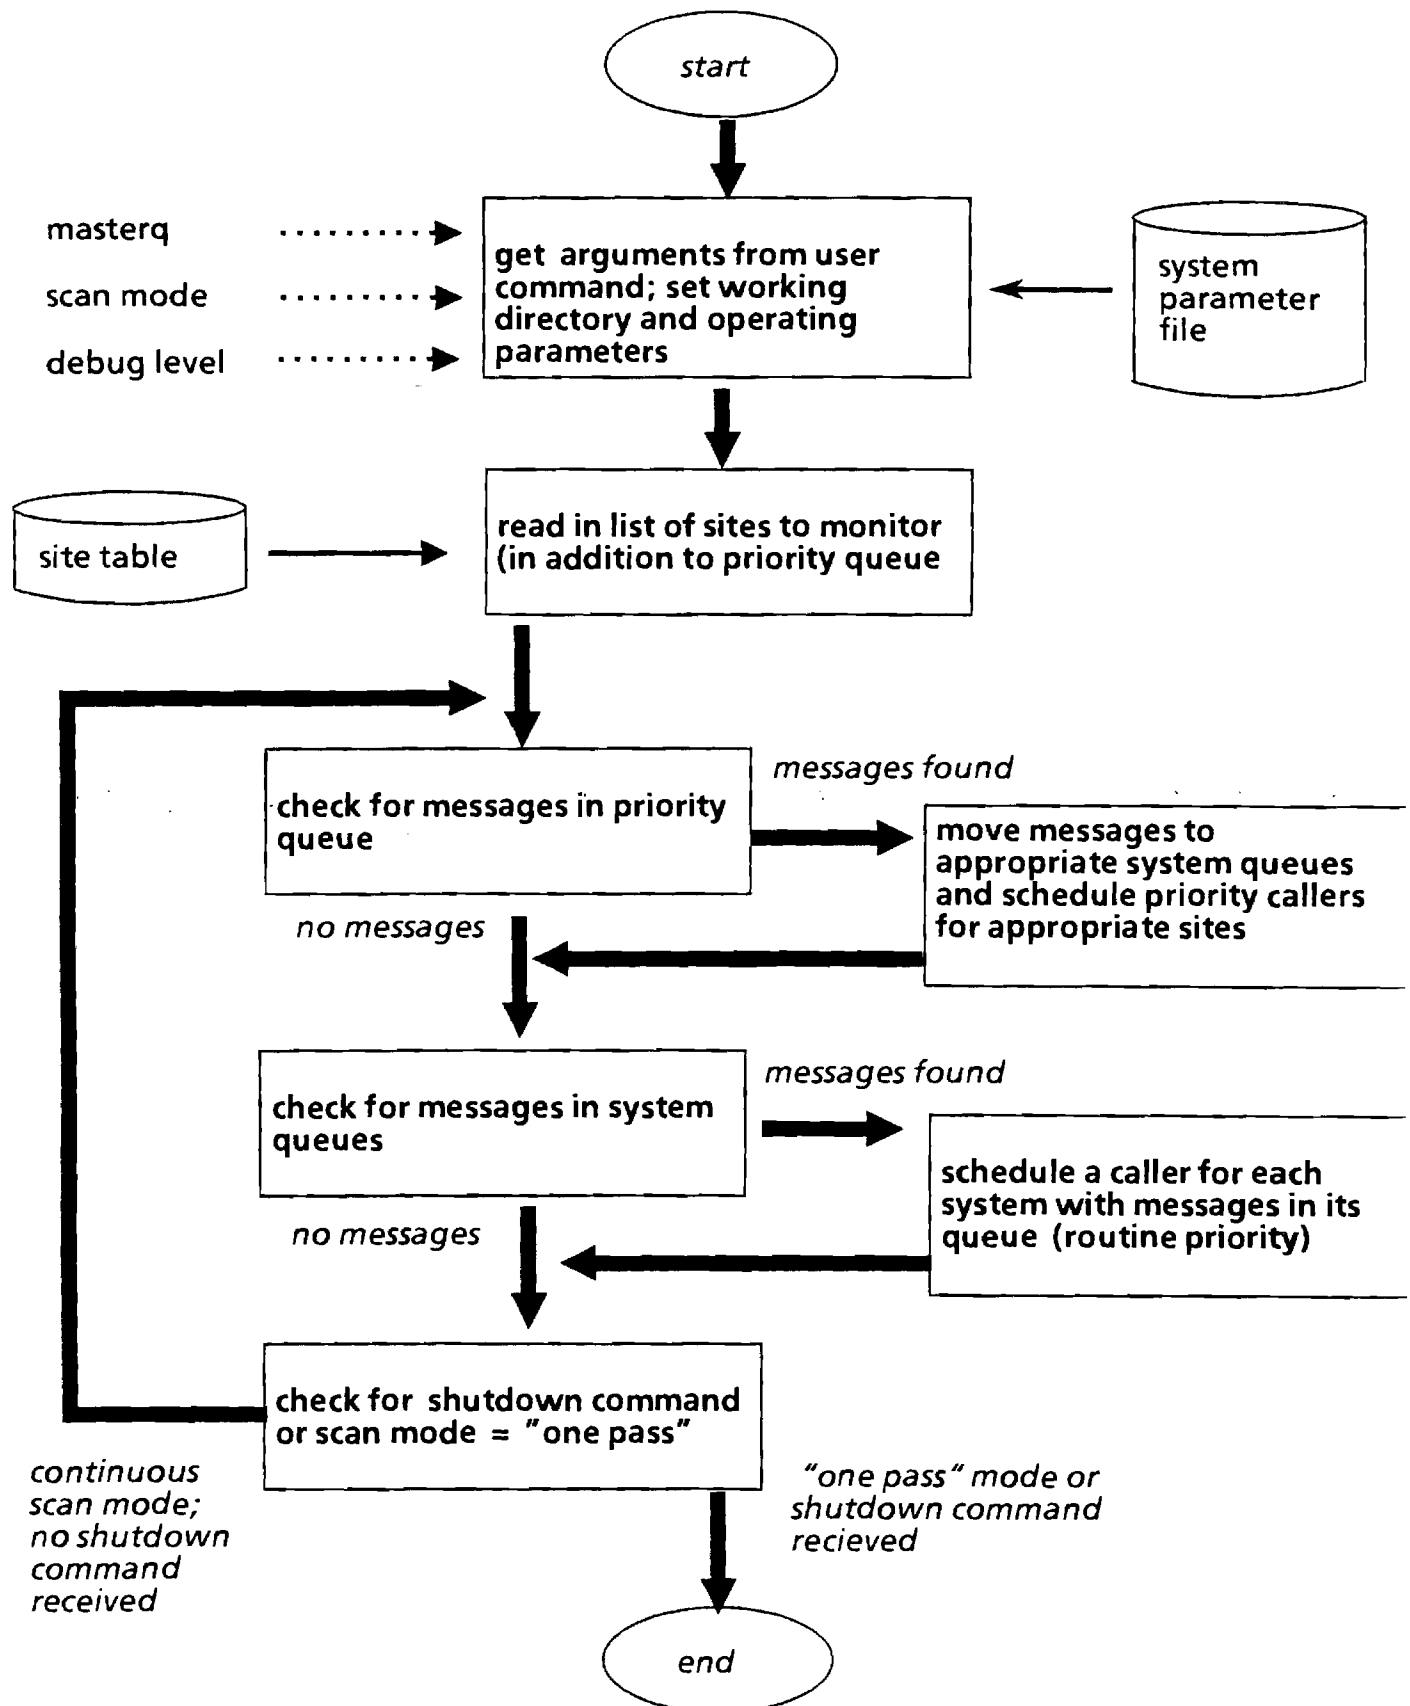 start
masterq
scan mode
debug level
get arguments from user
command; set working
directory and operating
parameters
system
parameter
file
site table
read in list of sites to monitor
(in addition to priority queue
check for messages in priority
queue
messages found
move messages to
appropriate system queues
and schedule priority callers
for appropriate sites
no messages
check for messages in system
queues
messages found
schedule a caller for each
system with messages in its
queue (routine priority)
no messages
check for shutdown command
or scan mode = "one pass"
continuous
scan mode;
no shutdown
command
received
"one pass" mode or
shutdown command
recieved
end